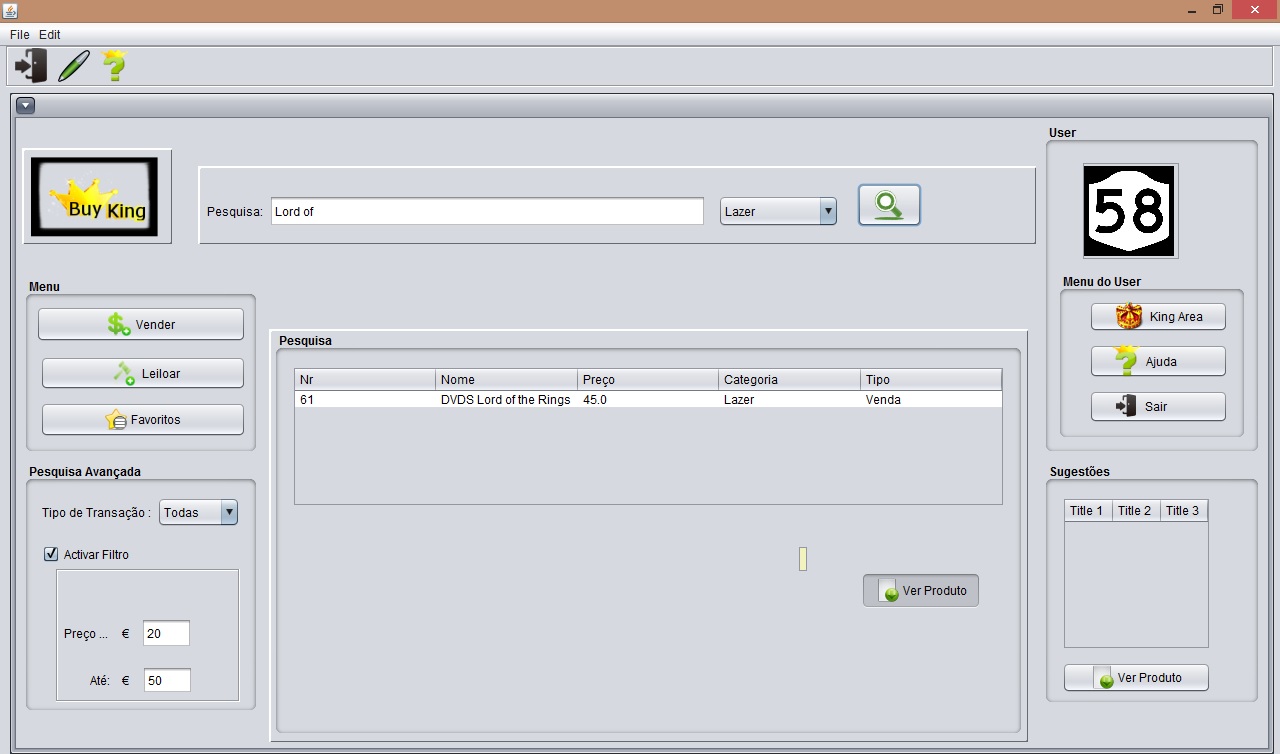 File Edit
Buy King
Pesquisa: Lord of Lazer
User
58
Menu do User
King Area
Ajuda
Sair
Menu
Vender
Leiloar
Favoritos
Pesquisa
Nr Nome Preço Categoria Tipo
61 DVDS Lord of the Rings 45.0 Lazer Venda
Ver Produto
Pesquisa Avançada
Tipo de Transação : Todas
Activar Filtro
Preço ... € 20
Até: € 50
Sugestões
Title 1 Title 2 Title 3
Ver Produto